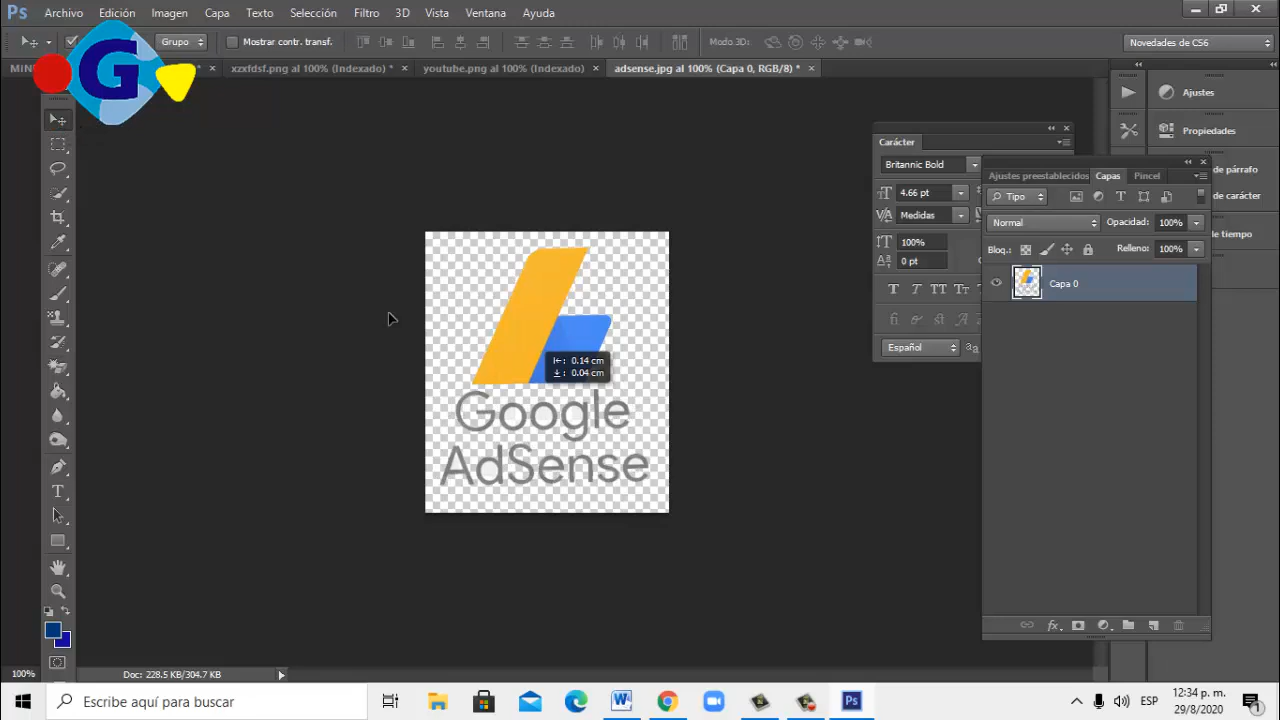 Ps Archivo Edición Imagen Capa Texto Selección Filtro 3D Vista Ventana Ayuda
Grupo Mostrar contr. transf. Modo 3D: Novedades de CS6
G
xzxfdsf.png al 100% (Indexado) * × youtube.png al 100% (Indexado) × adsense.jpg al 100% (Capa 0, RGB/8) * ×
Ajustes
Propiedades
de párrafo
de carácter
de tiempo
Carácter
Britannic Bold
4.66 pt
Medidas
100%
0 pt
Español
Ajustes preestablecidos Capas Pincel
Tipo
Normal Opacidad: 100%
Bloq.: Relleno: 100%
Capa 0
0.14 cm
0.04 cm
Google
AdSense
100% Doc: 228.5 KB/304.7 KB
Escribe aquí para buscar
ESP
12:34 p. m.
29/8/2020
1